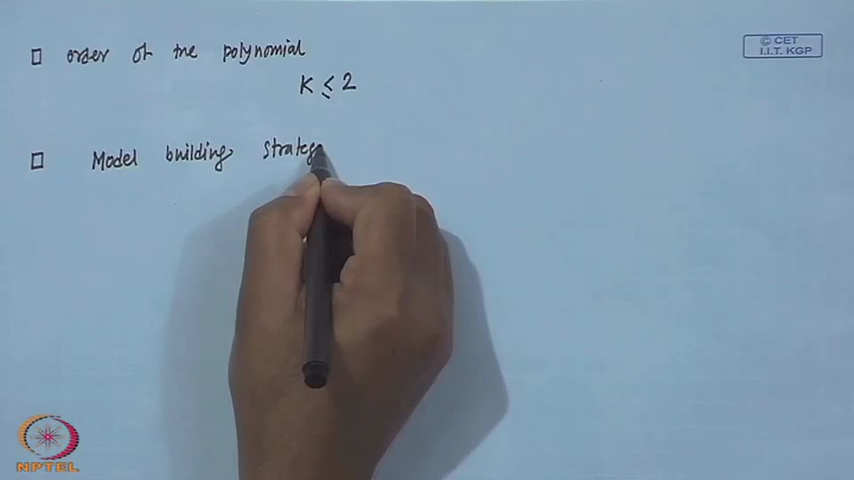 order of the polynomial
© CET
I.I.T. KGP
K ≤ 2
Model building strateg
NPTEL